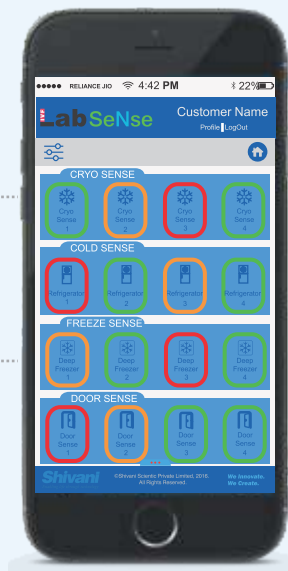 RELIANCE JIO 4:42 PM 22%
LabSeNse Customer Name
Profile LogOut
CRYO SENSE
Cryo Sense 1 Cryo Sense 2 Cryo Sense 3 Cryo Sense 4
COLD SENSE
Refrigerator 1 Refrigerator 2 Refrigerator 3 Refrigerator 4
FREEZE SENSE
Deep Freezer 1 Deep Freezer 2 Deep Freezer 3 Deep Freezer 4
DOOR SENSE
Door Sense 1 Door Sense 2 Door Sense 3 Door Sense 4
Shivani ©Shivani Scientic Private Limited, 2016. We Innovate.
All Rights Reserved. We Create.